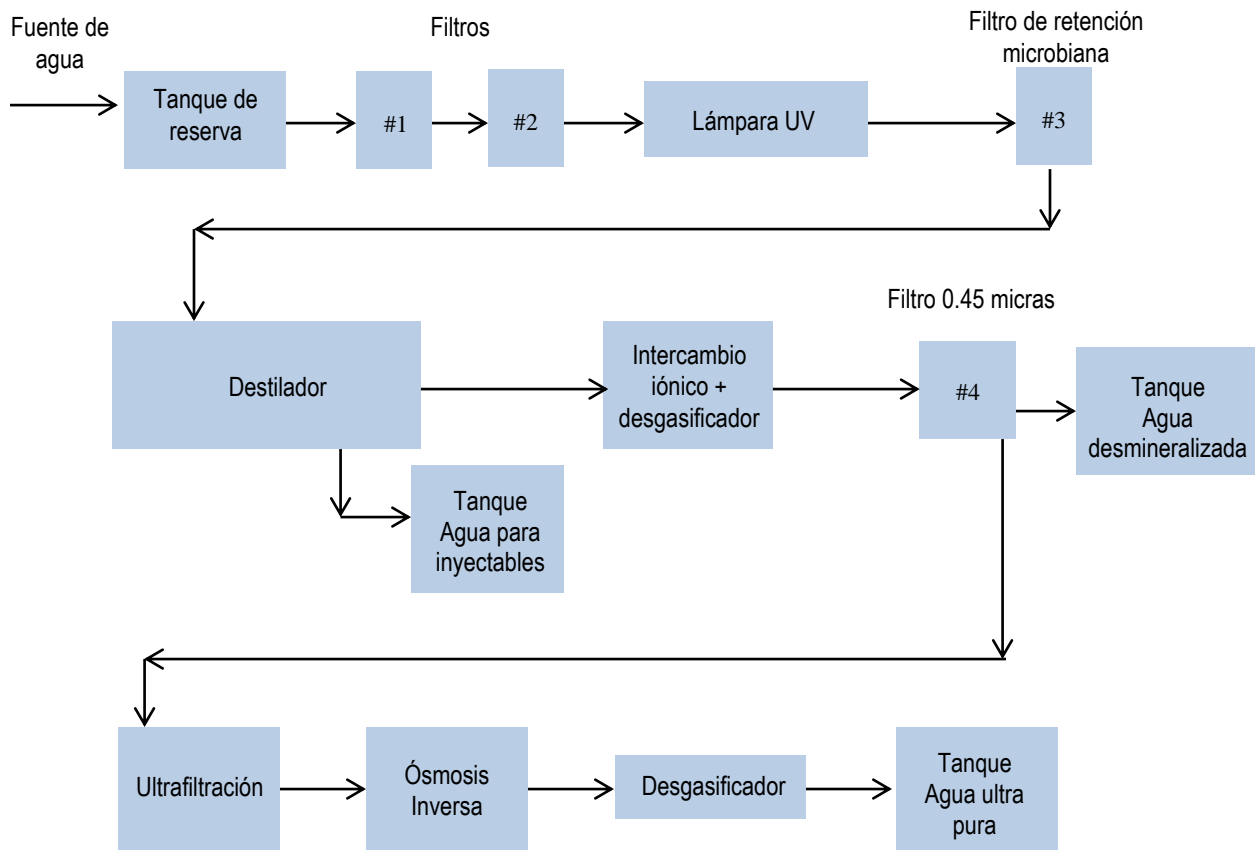 Fuente de
agua
Filtros
Filtro de retención
microbiana
Tanque de
reserva
#1
#2
Lámpara UV
#3
Filtro 0.45 micras
Destilador
Intercambio
iónico +
desgasificador
#4
Tanque
Agua
desmineralizada
Tanque
Agua para
inyectables
Ultrafiltración
Ósmosis
Inversa
Desgasificador
Tanque
Agua ultra
pura